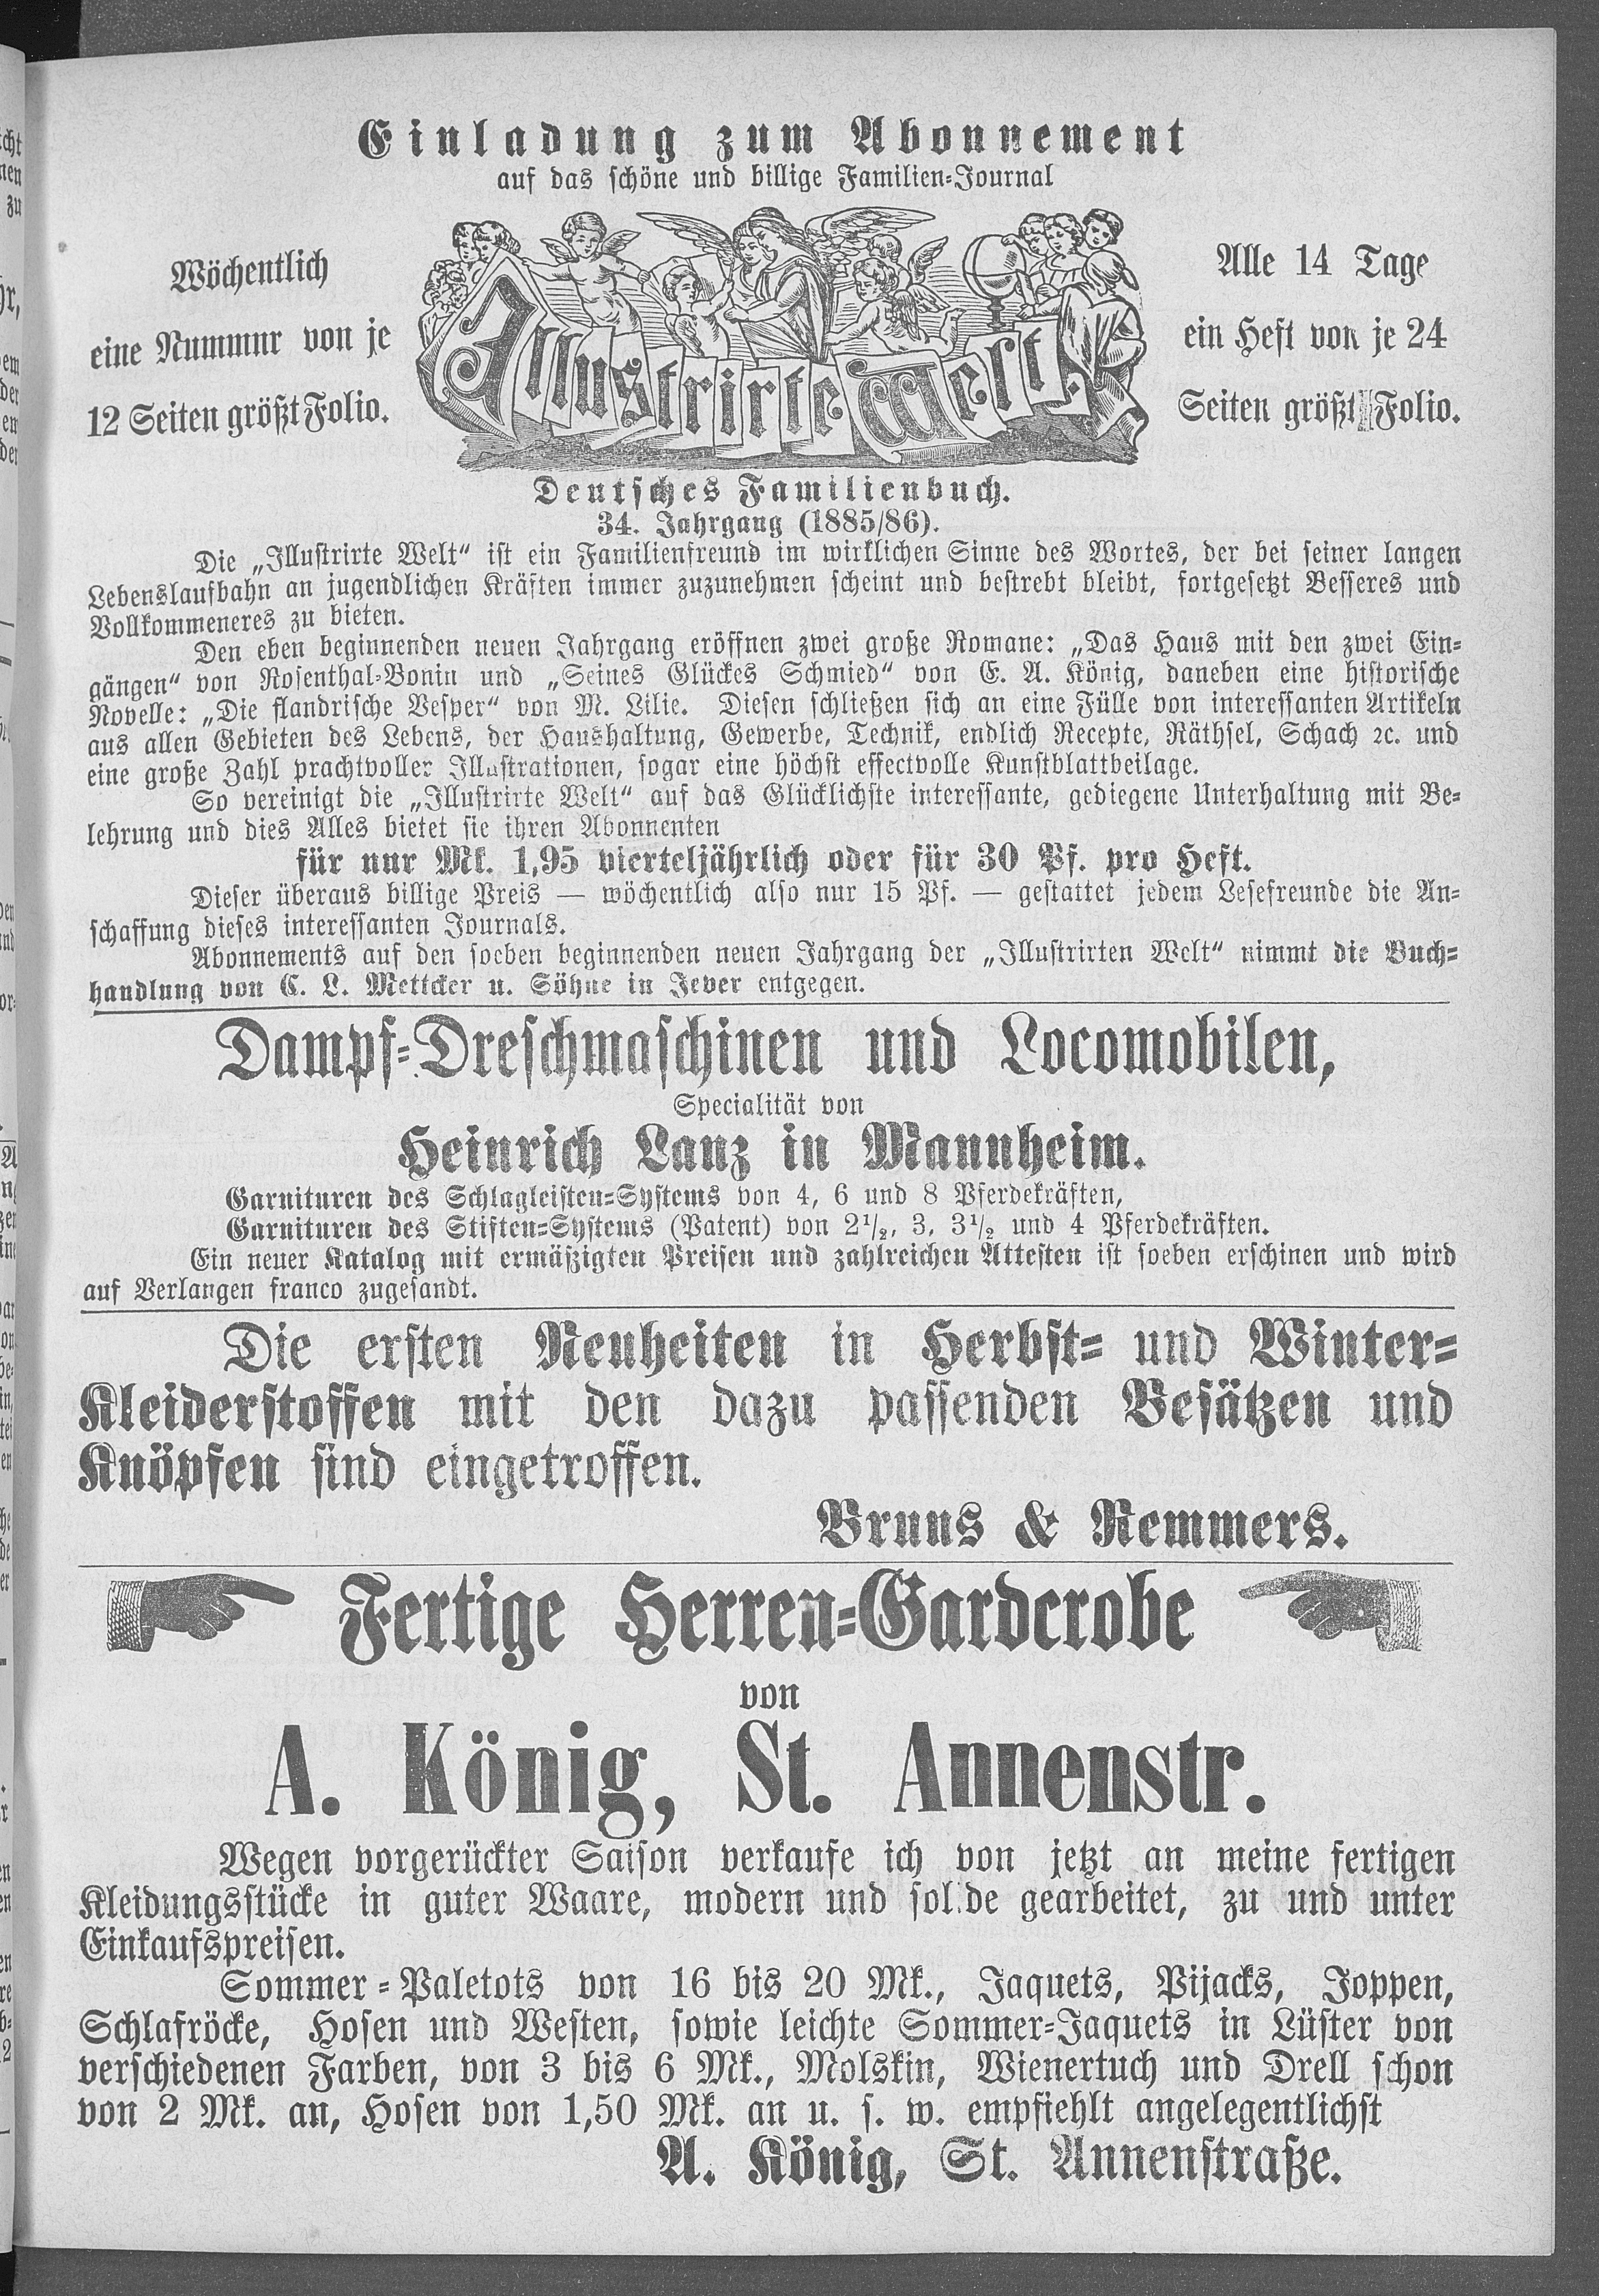 Einladung zum Abonnement
auf das schöne und billige Familien-Journal
Wöchentlich
eine Nummnr von je
12 Seiten größt Folio.
Illustrirte Welt
Alle 14 Tage
ein Heft von je 24
Seiten größt Folio.
Deutsches Familienbuch.
34. Jahrgang (1885/86).
Die „Illustrirte Welt“ ist ein Familienfreund im wirklichen Sinne des Wortes, der bei seiner langen
Lebenslaufbahn an jugendlichen Kräften immer zuzunehmen scheint und bestrebt bleibt, fortgesetzt Besseres und
Vollkommeneres zu bieten.
Den eben beginnenden neuen Jahrgang eröffnen zwei große Romane: „Das Haus mit den zwei Ein-
gängen“ von Rosenthal-Bonin und „Seines Glückes Schmied“ von E. A. König, daneben eine historische
Novelle: „Die flandrische Vesper“ von M. Lilie. Diesen schließen sich an eine Fülle von interessanten Artikeln
aus allen Gebieten des Lebens, der Haushaltung, Gewerbe, Technik, endlich Recepte, Räthsel, Schach ꝛc. und
eine große Zahl prachtvoller Illustrationen, sogar eine höchst effectvolle Kunstblattbeilage.
So vereinigt die „Illustrirte Welt“ auf das Glücklichste interessante, gediegene Unterhaltung mit Be-
lehrung und dies Alles bietet sie ihren Abonnenten
für nur Mk. 1,95 vierteljährlich oder für 30 Pf. pro Heft.
Dieser überaus billige Preis — wöchentlich also nur 15 Pf. — gestattet jedem Lesefreunde die An-
schaffung dieses interessanten Journals.
Abonnements auf den soeben beginnenden neuen Jahrgang der „Illustrirten Welt“ nimmt die Buch-
handlung von C. L. Mettcker u. Söhne in Jever entgegen.
Dampf-Dreschmaschinen und Locomobilen,
Specialität von
Heinrich Lanz in Mannheim.
Garnituren des Schlagleisten-Systems von 4, 6 und 8 Pferdekräften,
Garnituren des Stiften-Systems (Patent) von 2½, 3, 3½ und 4 Pferdekräften.
Ein neuer Katalog mit ermäßigten Preisen und zahlreichen Attesten ist soeben erschinen und wird
auf Verlangen franco zugesandt.
Die ersten Neuheiten in Herbst- und Winter-
Kleiderstoffen mit den dazu passenden Besätzen und
Knöpfen sind eingetroffen.
Bruns & Remmers.
Fertige Herren-Garderobe
von
A. König, St. Annenstr.
Wegen vorgerückter Saison verkaufe ich von jetzt an meine fertigen
Kleidungsstücke in guter Waare, modern und solide gearbeitet, zu und unter
Einkaufspreisen.
Sommer-Paletots von 16 bis 20 Mk., Jaquets, Pijacks, Joppen,
Schlafröcke, Hosen und Westen, sowie leichte Sommer-Jaquets in Lüster von
verschiedenen Farben, von 3 bis 6 Mk., Molskin, Wienertuch und Drell schon
von 2 Mk. an, Hosen von 1,50 Mk. an u. s. w. empfiehlt angelegentlichst
A. König, St. Annenstraße.